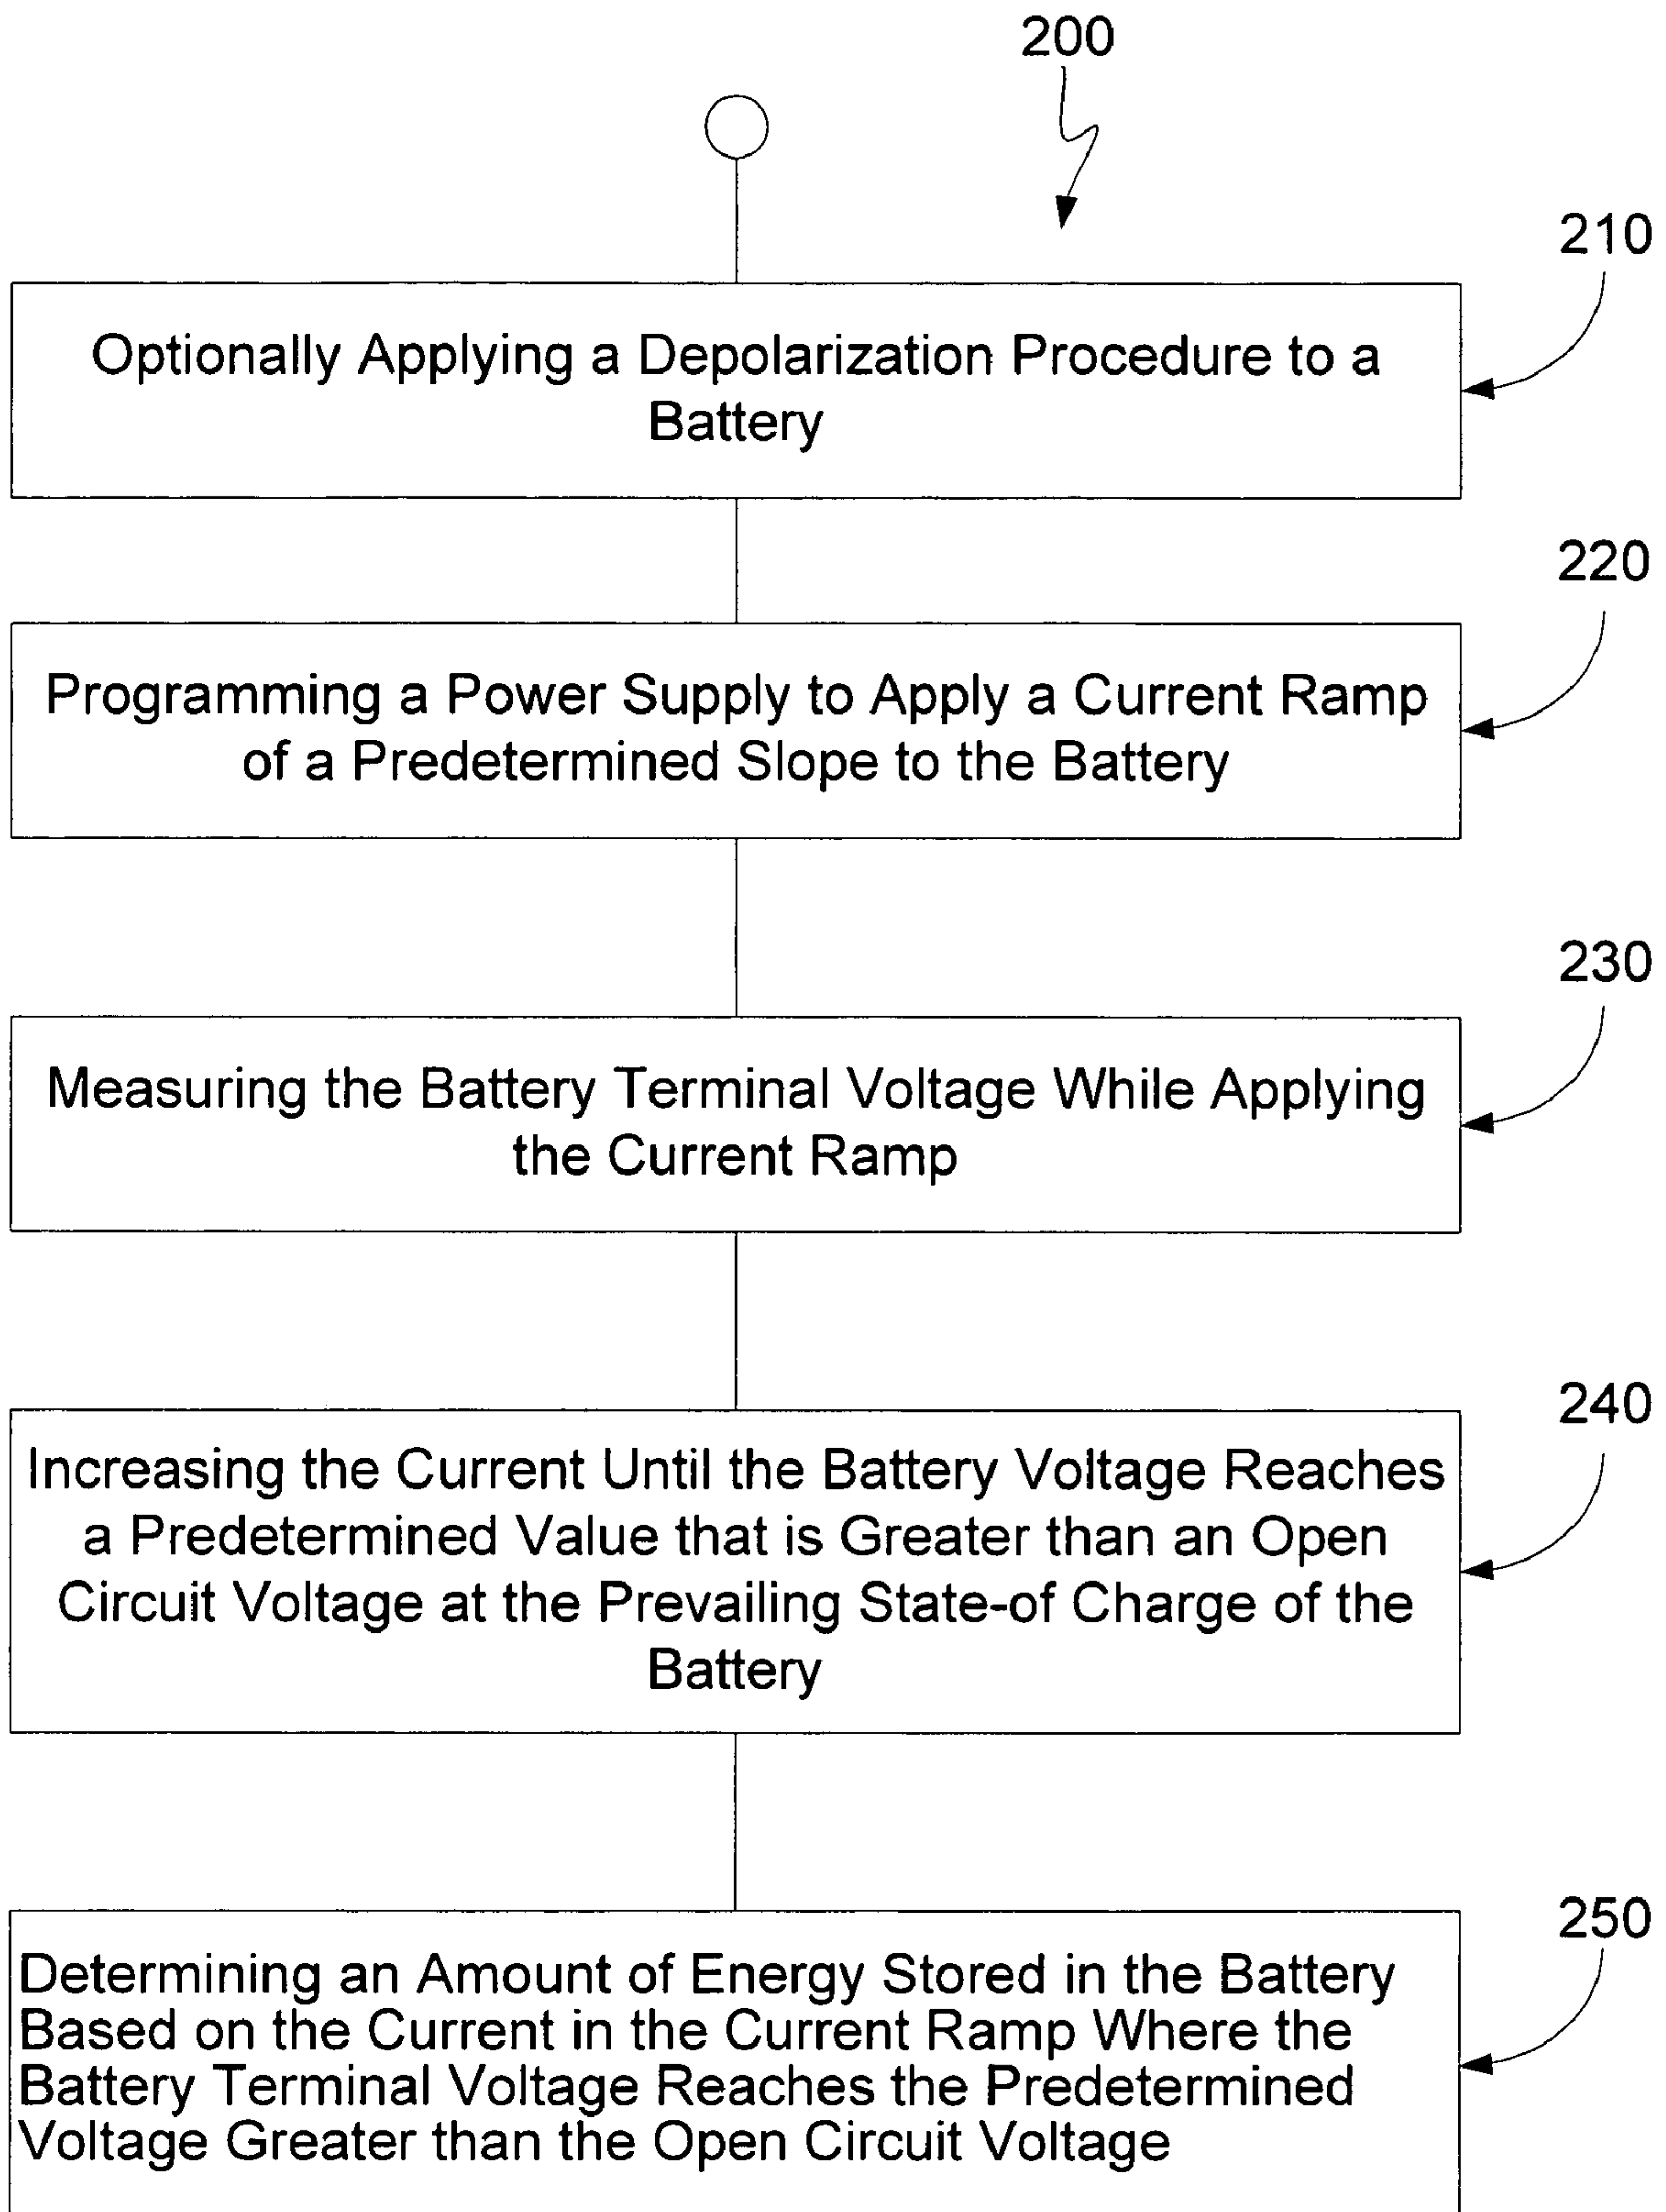 200
210
Optionally Applying a Depolarization Procedure to a
Battery
220
Programming a Power Supply to Apply a Current Ramp
of a Predetermined Slope to the Battery
230
Measuring the Battery Terminal Voltage While Applying
the Current Ramp
240
Increasing the Current Until the Battery Voltage Reaches
a Predetermined Value that is Greater than an Open
Circuit Voltage at the Prevailing State-of Charge of the
Battery
250
Determining an Amount of Energy Stored in the Battery
Based on the Current in the Current Ramp Where the
Battery Terminal Voltage Reaches the Predetermined
Voltage Greater than the Open Circuit Voltage